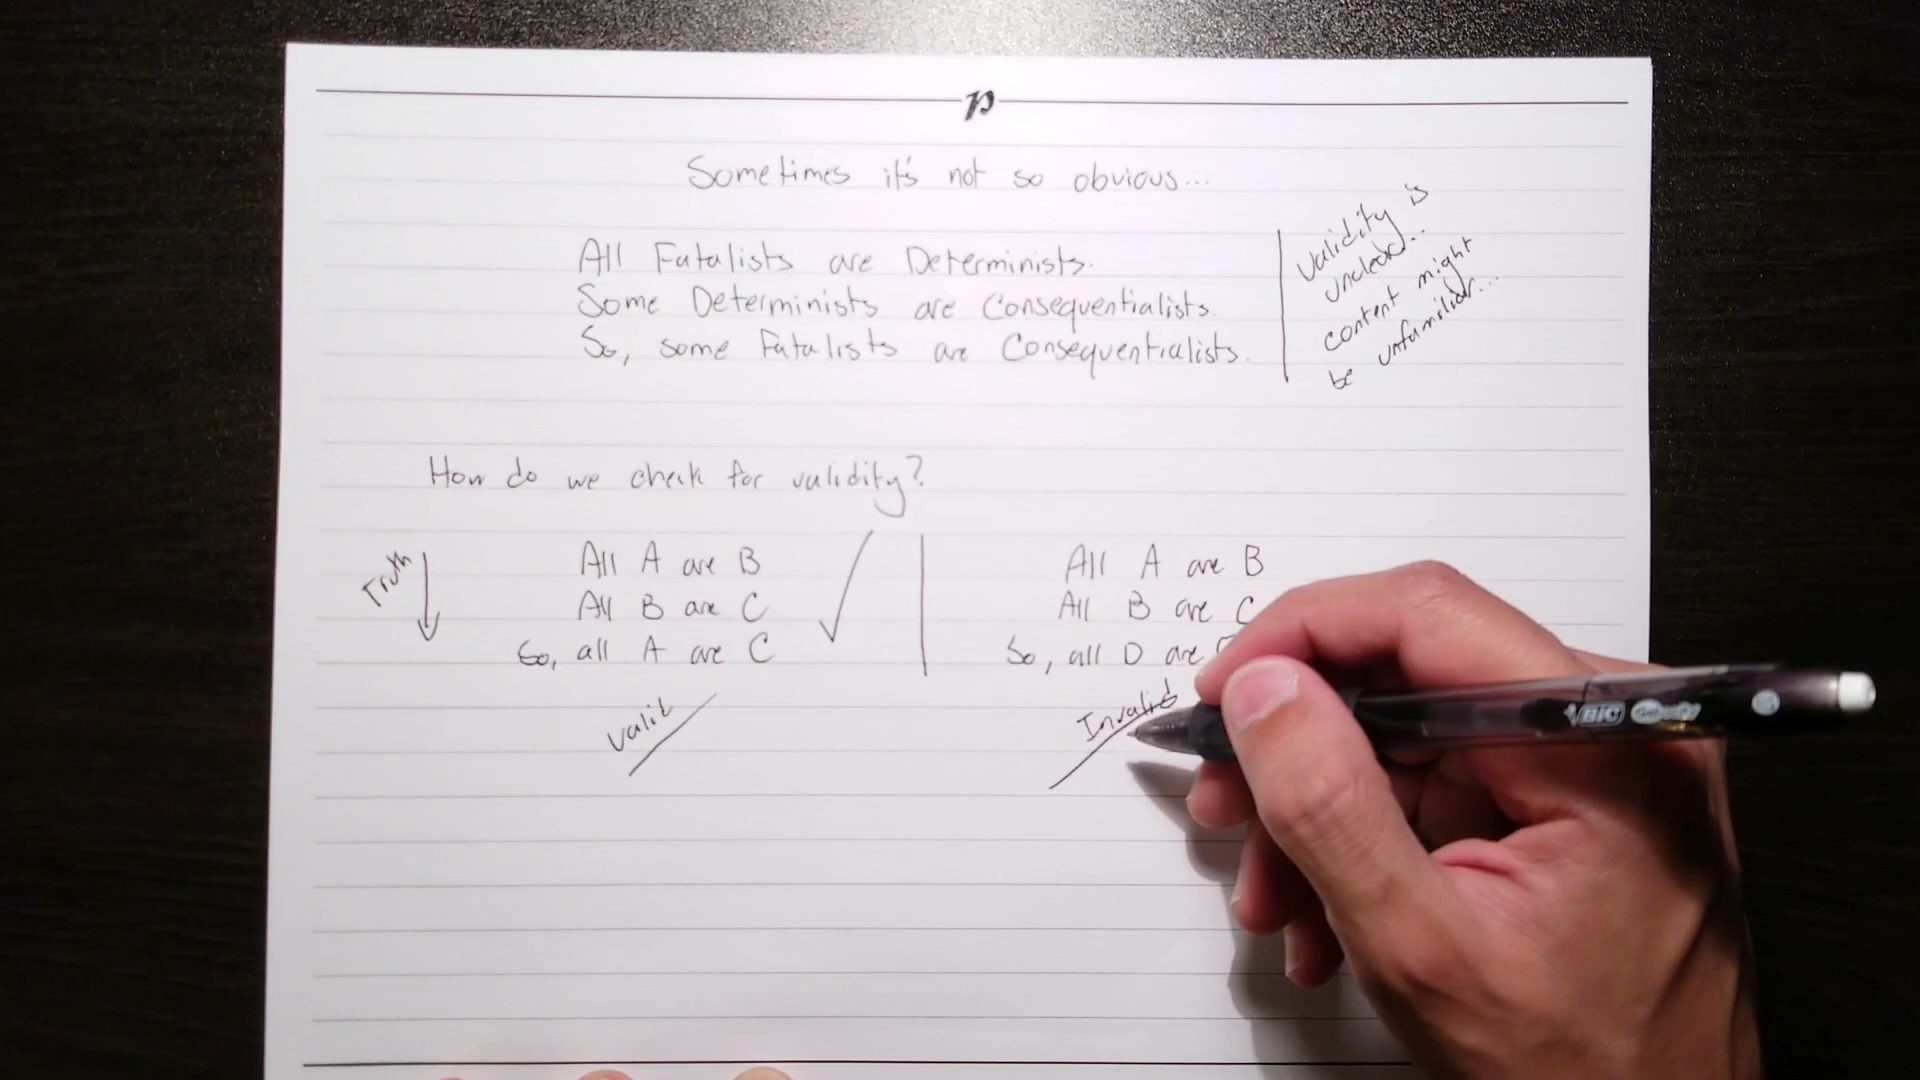 p
Sometimes it's not so obvious...
All Fatalists are Determinists.
Some Determinists are Consequentialists.
So, some Fatalists are Consequentialists.
Validity is
unclear..
content might
be unfamiliar...
How do we check for validity?
Truth
All A are B
All B are C
So, all A are C
valid
All A are B
All B are C
So, all D are
Invalid
BIC